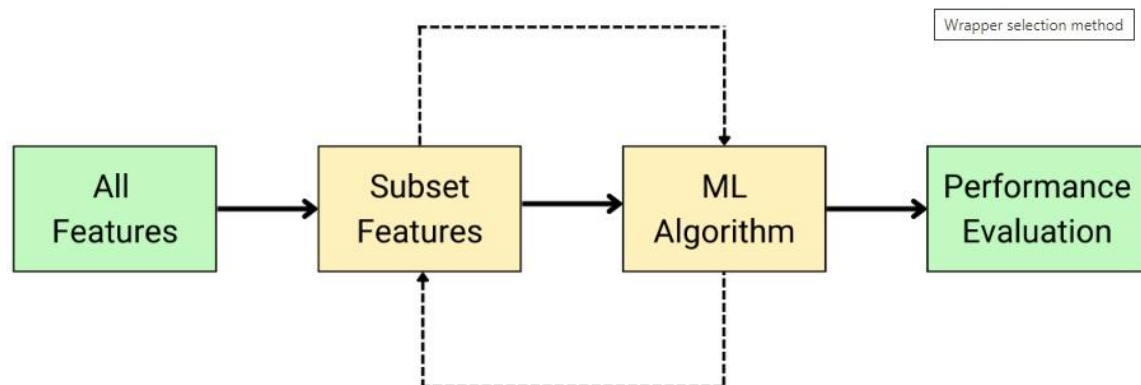 Wrapper selection method
All
Features
Subset
Features
ML
Algorithm
Performance
Evaluation